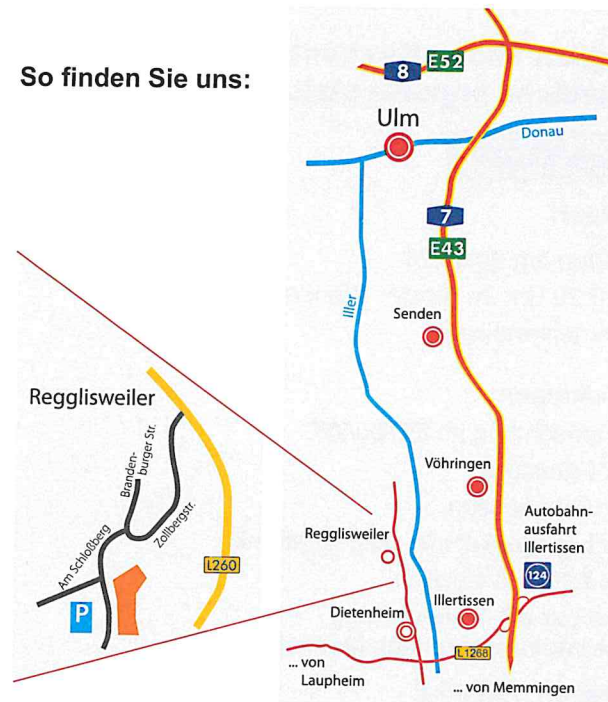 So finden Sie uns:
8
E52
Ulm
Donau
7
E43
Iller
Senden
Regglisweiler
Branden-
burger Str.
Zollbergstr.
Am Schloßberg
L260
P
Vöhringen
Autobahn-
ausfahrt
Illertissen
124
Regglisweiler
Dietenheim
Illertissen
L1268
... von
Laupheim
... von Memmingen